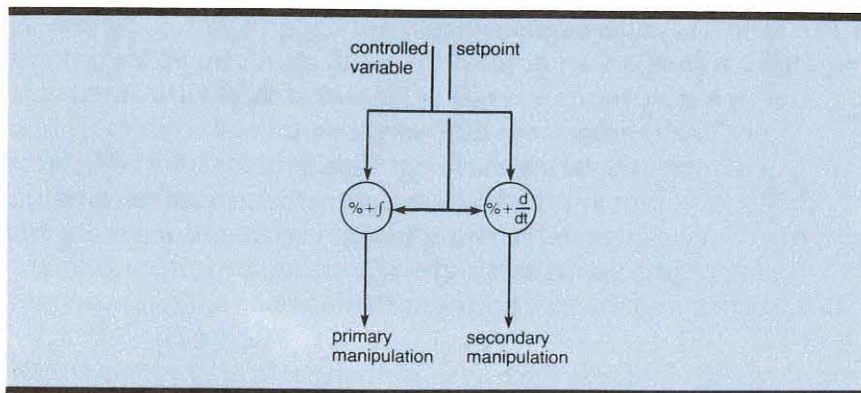 controlled variable
setpoint
%+∫
%+ d/dt
primary manipulation
secondary manipulation